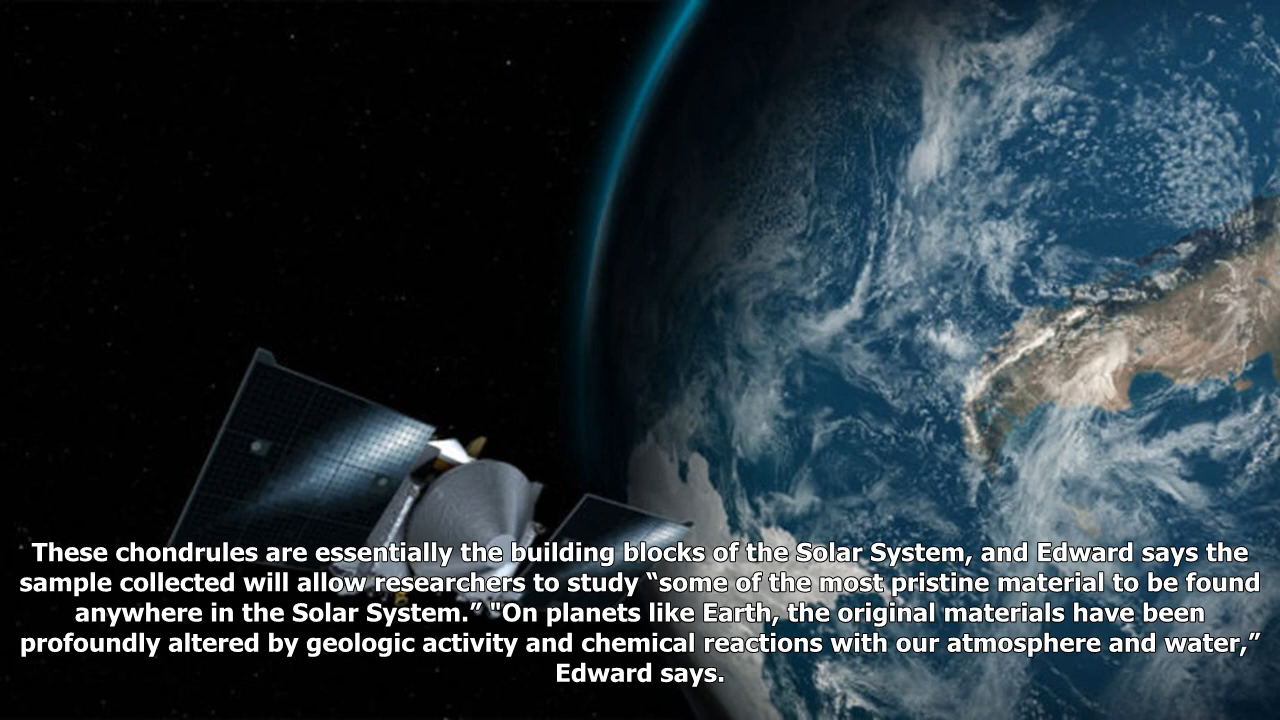 These chondrules are essentially the building blocks of the Solar System, and Edward says the
sample collected will allow researchers to study “some of the most pristine material to be found
anywhere in the Solar System.” "On planets like Earth, the original materials have been
profoundly altered by geologic activity and chemical reactions with our atmosphere and water,”
Edward says.